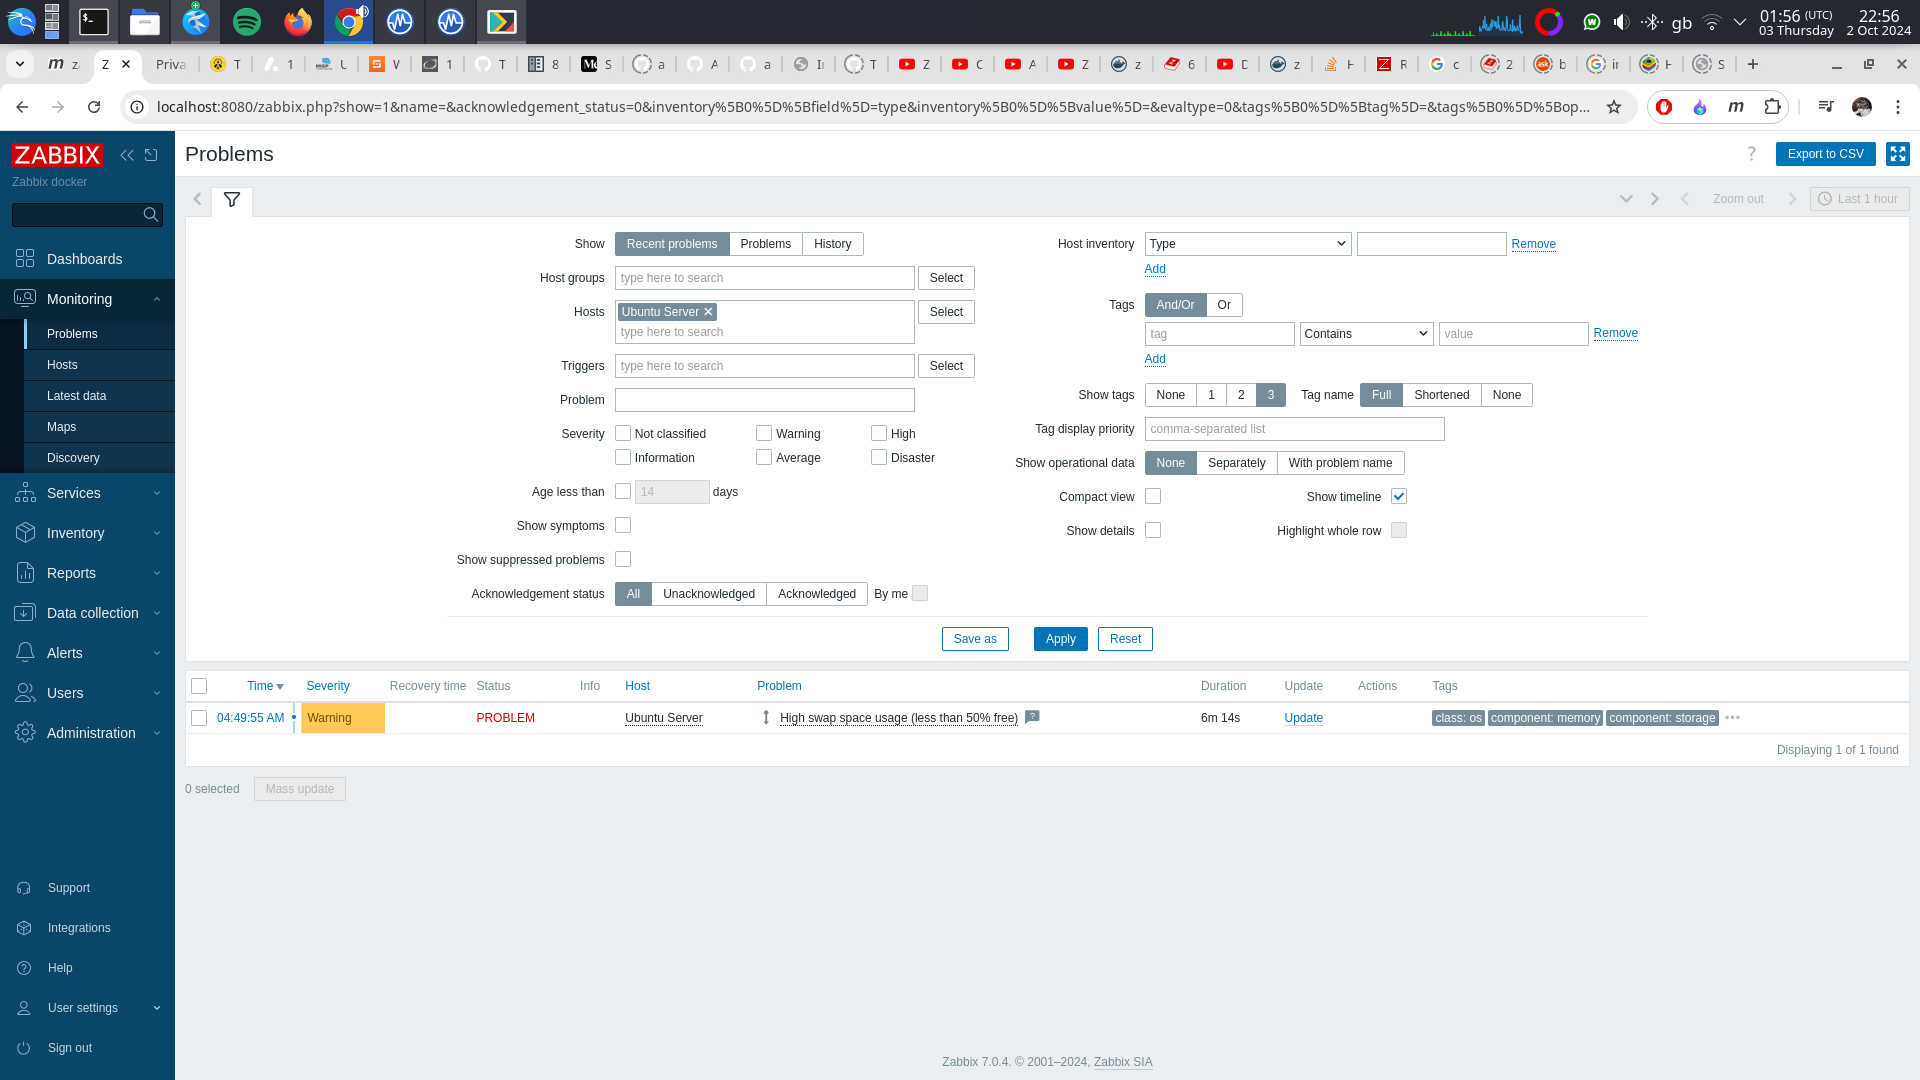 gb
01:56 (UTC)
03 Thursday
22:56
2 Oct 2024
Z
Priva
localhost:8080/zabbix.php?show=1&name=&acknowledgement_status=0&inventory%5B0%5D%5Bfield%5D=type&inventory%5B0%5D%5Bvalue%5D=&evaltype=0&tags%5B0%5D%5Btag%5D=&tags%5B0%5D%5Bop...
ZABBIX
Zabbix docker
Dashboards
Monitoring
Problems
Hosts
Latest data
Maps
Discovery
Services
Inventory
Reports
Data collection
Alerts
Users
Administration
Support
Integrations
Help
User settings
Sign out
Problems
? Export to CSV
Zoom out Last 1 hour
Show Recent problems Problems History
Host groups type here to search Select
Hosts Ubuntu Server Select
type here to search
Triggers type here to search Select
Problem
Severity Not classified Warning High
Information Average Disaster
Age less than 14 days
Show symptoms
Show suppressed problems
Acknowledgement status All Unacknowledged Acknowledged By me
Host inventory Type Remove
Add
Tags And/Or Or
tag Contains value Remove
Add
Show tags None 1 2 3 Tag name Full Shortened None
Tag display priority comma-separated list
Show operational data None Separately With problem name
Compact view Show timeline
Show details Highlight whole row
Save as Apply Reset
Time Severity Recovery time Status Info Host Problem Duration Update Actions Tags
04:49:55 AM Warning PROBLEM Ubuntu Server High swap space usage (less than 50% free) ? 6m 14s Update class: os component: memory component: storage
Displaying 1 of 1 found
0 selected Mass update
Zabbix 7.0.4. © 2001–2024, Zabbix SIA